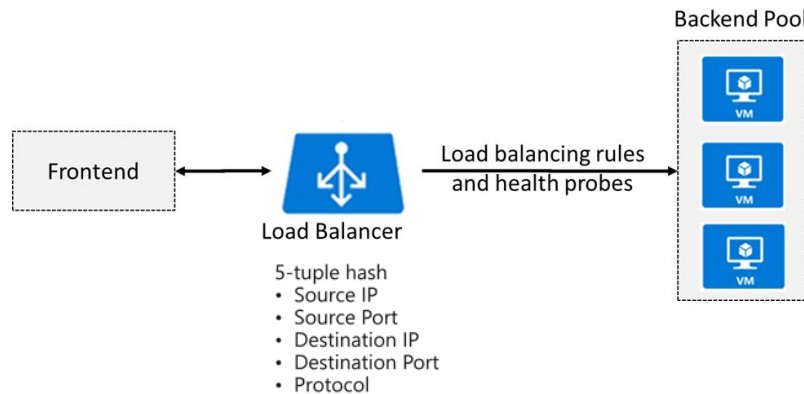 Backend Pool
VM
Frontend
Load balancing rules
and health probes
VM
Load Balancer
VM
5-tuple hash
• Source IP
• Source Port
• Destination IP
• Destination Port
• Protocol